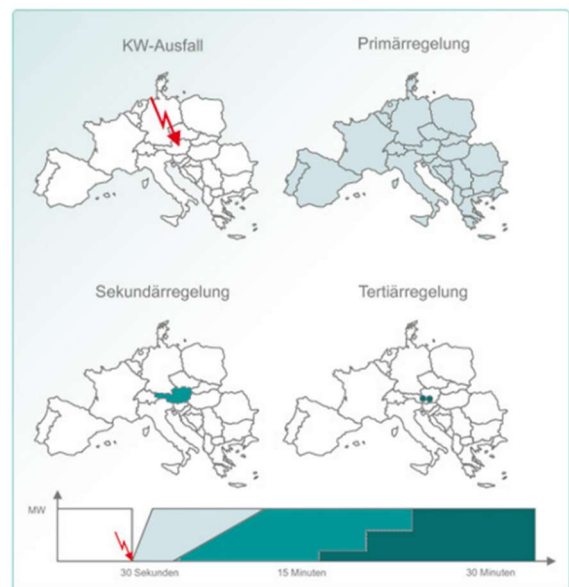 KW-Ausfall
Primärregelung
Sekundärregelung
Tertiärregelung
MW
30 Sekunden
15 Minuten
30 Minuten